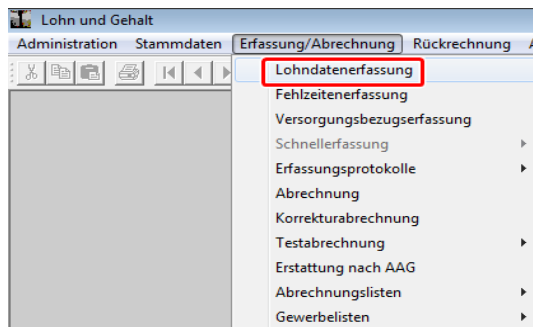 Lohn und Gehalt
Administration Stammdaten Erfassung/Abrechnung Rückrechnung
Lohndatenerfassung
Fehlzeitenerfassung
Versorgungsbezugserfassung
Schnellerfassung
Erfassungsprotokolle
Abrechnung
Korrekturabrechnung
Testabrechnung
Erstattung nach AAG
Abrechnungslisten
Gewerbelisten